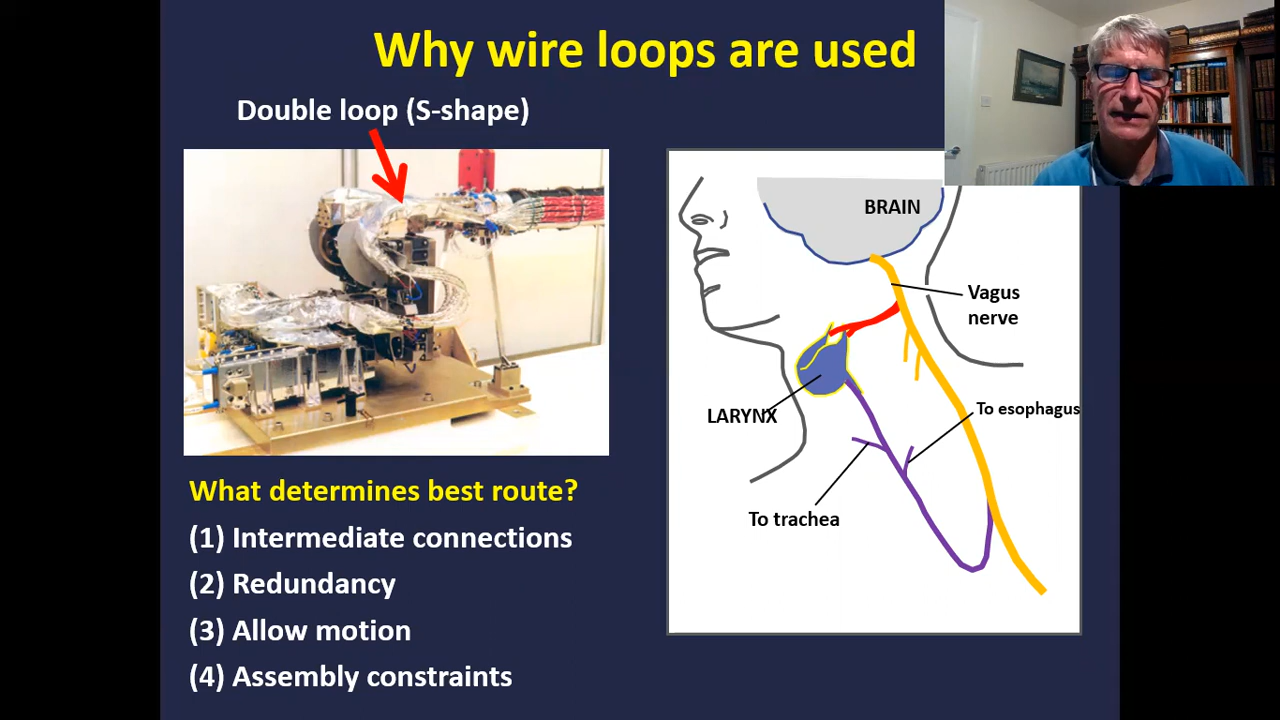 Why wire loops are used
Double loop (S-shape)
BRAIN
Vagus
nerve
LARYNX
To esophagus
To trachea
What determines best route?
(1) Intermediate connections
(2) Redundancy
(3) Allow motion
(4) Assembly constraints